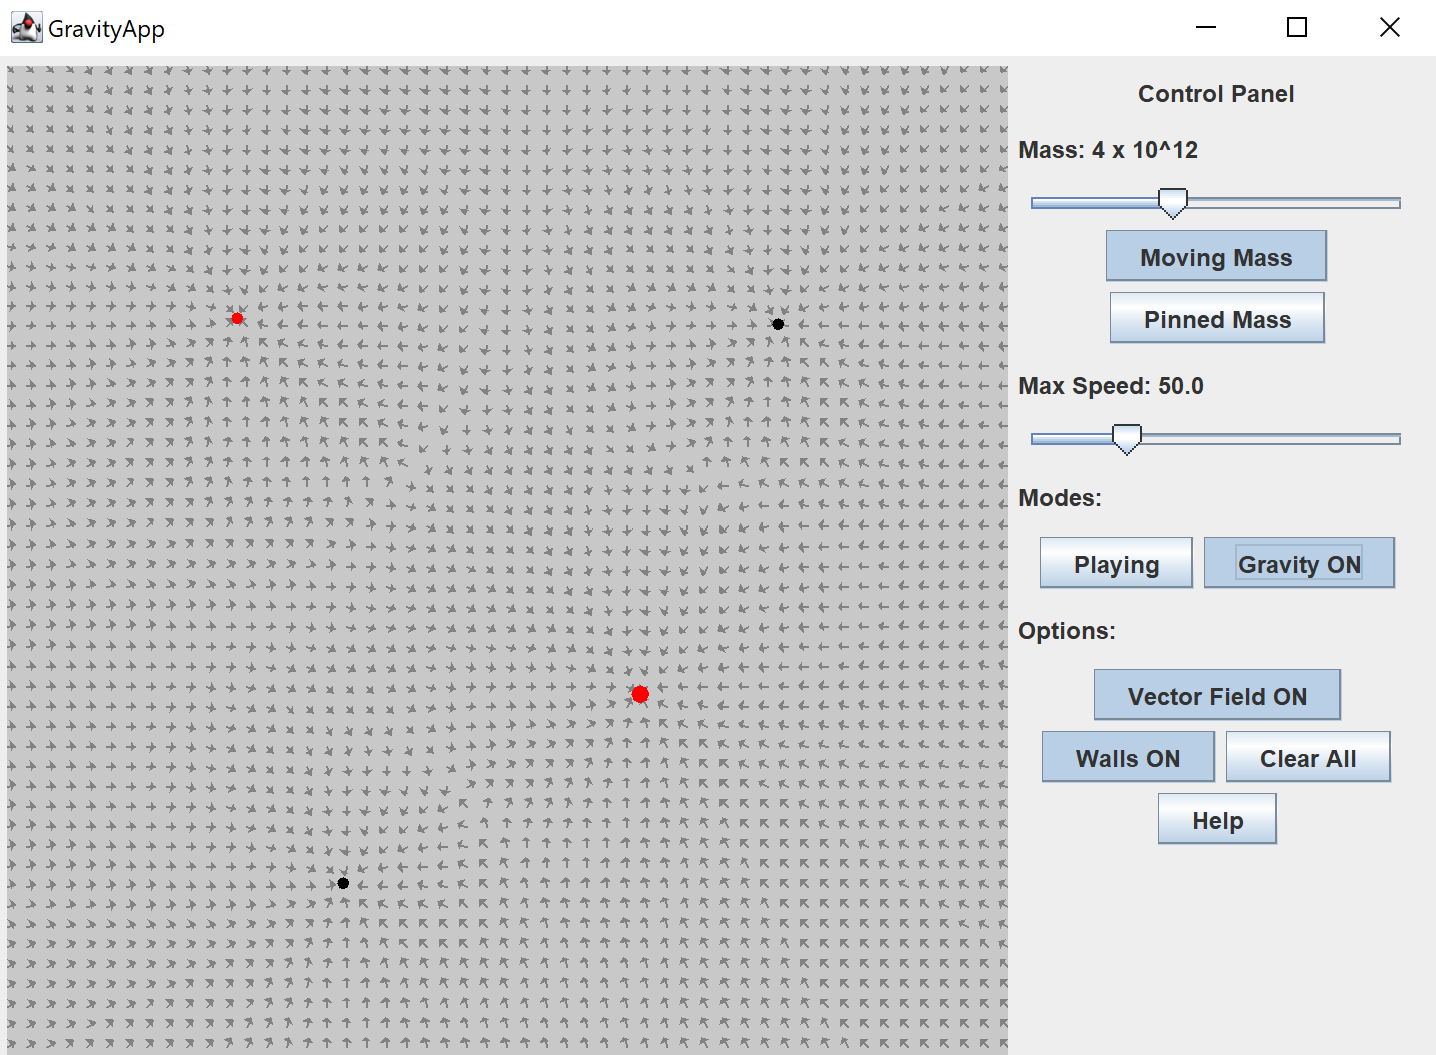 GravityApp
Control Panel
Mass: 4 x 10^12
Moving Mass
Pinned Mass
Max Speed: 50.0
Modes:
Playing Gravity ON
Options:
Vector Field ON
Walls ON Clear All
Help